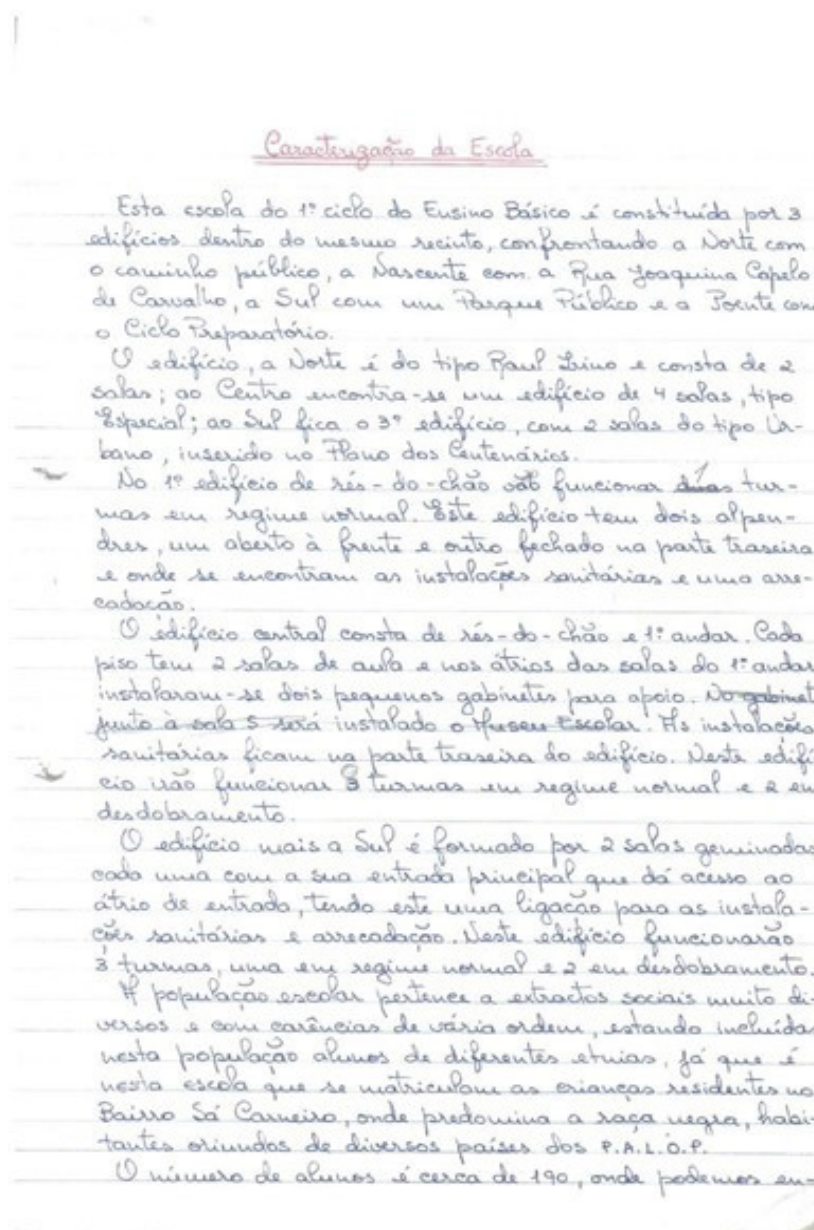 Caracterização da Escola
Esta escola do 1º ciclo do Ensino Básico é constituída por 3
edifícios dentro do mesmo recinto, confrontando a Norte com
o caminho público, a Nascente com a Rua Joaquina Capelo
de Carvalho, a Sul com um Parque Público e a Poente com
o Ciclo Preparatório.
O edifício, a Norte é do tipo Raul Lino e consta de 2
salas; ao Centro encontra-se um edifício de 4 salas, tipo
Especial; ao Sul fica o 3º edifício, com 2 salas do tipo Ur-
bano, inserido no Plano dos Centenários.
No 1º edifício de rés-do-chão vão funcionar duas 1 tur-
mas em regime normal. Este edifício tem dois alpen-
dres, um aberto à frente e outro fechado na parte traseira
e onde se encontram as instalações sanitárias e uma arre-
cadação.
O edifício central consta de rés-do-chão e 1º andar. Cada
piso tem 2 salas de aula e nos átrios das salas do 1º andar
instalaram-se dois pequenos gabinetes para apoio. No gabinet
junto à sala 5 será instalado o Museu Escolar. As instalações
sanitárias ficam na parte traseira do edifício. Neste edifí
cio irão funcionar 3 turmas em regime normal e 2 em
desdobramento.
O edifício mais a Sul é formado por 2 salas geminadas
cada uma com a sua entrada principal que dá acesso ao
átrio de entrada, tendo este uma ligação para as instala-
ções sanitárias e arrecadação. Neste edifício funcionarão
3 turmas, uma em regime normal e 2 em desdobramento.
A população escolar pertence a extractos sociais muito di-
versos e com carências de vária ordem, estando incluída
nesta população alunos de diferentes etnias, já que é
nesta escola que se matriculam as crianças residentes no
Bairro Sá Carneiro, onde predomina a raça negra, habi-
tantes oriundos de diversos países dos P.A.L.O.P.
O número de alunos é cerca de 190, onde podemos en-